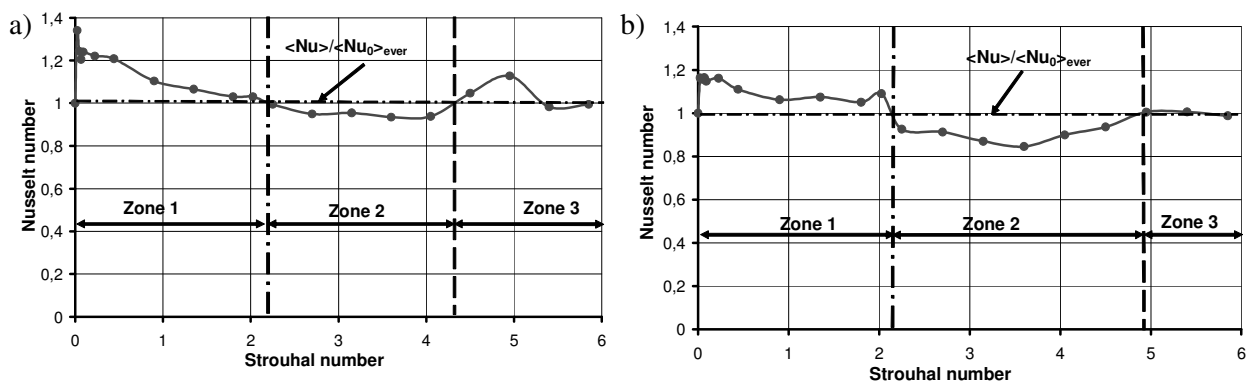 a)
Nusselt number
1,4
1,2
1
0,8
0,6
0,4
0,2
0
<Nu>/<Nu₀>ever
Zone 1
Zone 2
Zone 3
0 1 2 3 4 5 6
Strouhal number
b)
Nusselt number
1,4
1,2
1
0,8
0,6
0,4
0,2
0
<Nu>/<Nu₀>ever
Zone 1
Zone 2
Zone 3
0 1 2 3 4 5 6
Strouhal number